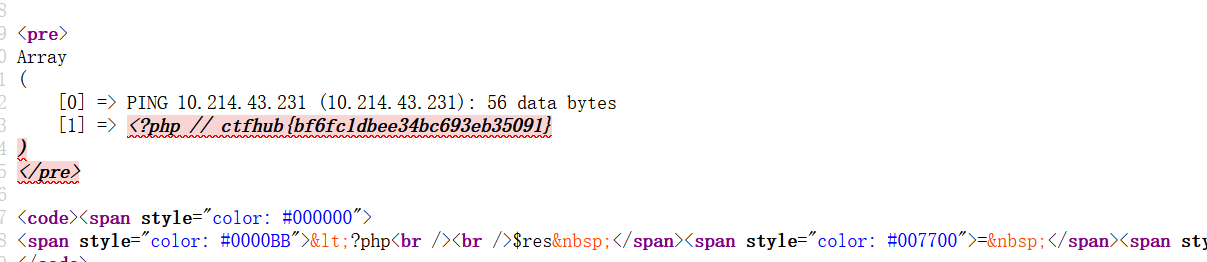 8
9 <pre>
0 Array
1 (
2     [0] => PING 10.214.43.231 (10.214.43.231): 56 data bytes
3     [1] => <?php // ctfhub{bf6fc1dbee34bc693eb35091}
4 )
5 </pre>
6
7 <code><span style="color: #000000">
8 <span style="color: #0000BB">&lt;?php<br /><br />$res&nbsp;</span><span style="color: #007700">=&nbsp;</span><span sty
9 </code>